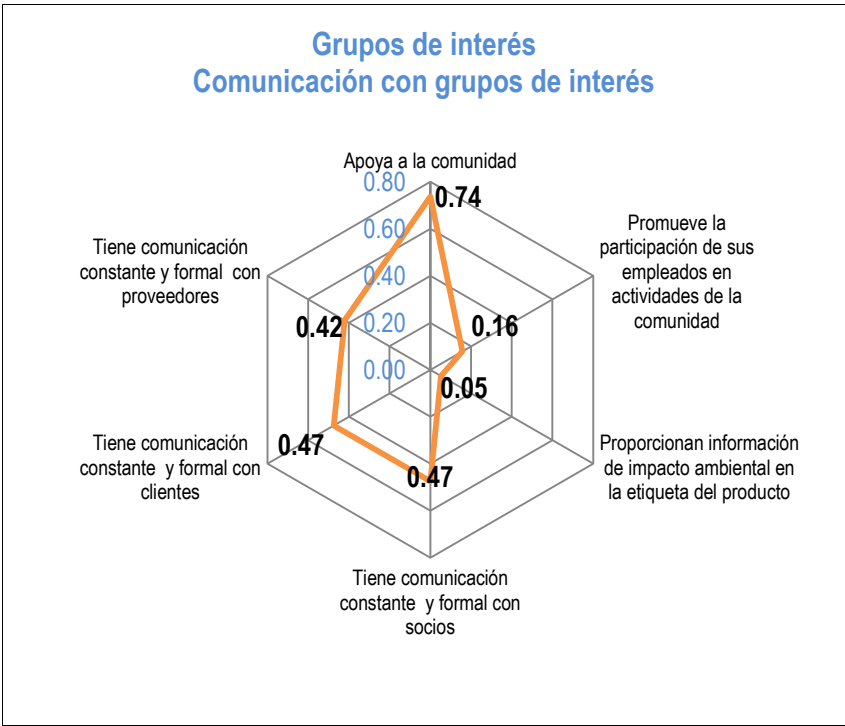 Grupos de interés
Comunicación con grupos de interés
Apoya a la comunidad
0.80
0.74
0.60
0.40
0.20
0.00
Promueve la
participación de sus
empleados en
actividades de la
comunidad
0.16
0.05
Proporcionan información
de impacto ambiental en
la etiqueta del producto
0.47
Tiene comunicación
constante y formal con
socios
0.47
Tiene comunicación
constante y formal con
clientes
0.42
Tiene comunicación
constante y formal con
proveedores